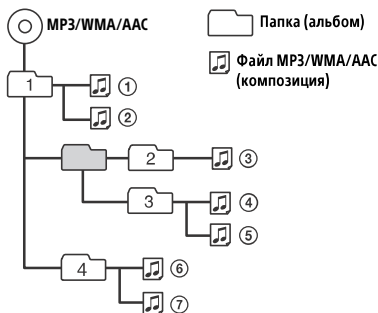 MP3/WMA/AAC
Папка (альбом)
Файл MP3/WMA/AAC
(композиция)
1
①
②
2
③
3
④
⑤
4
⑥
⑦